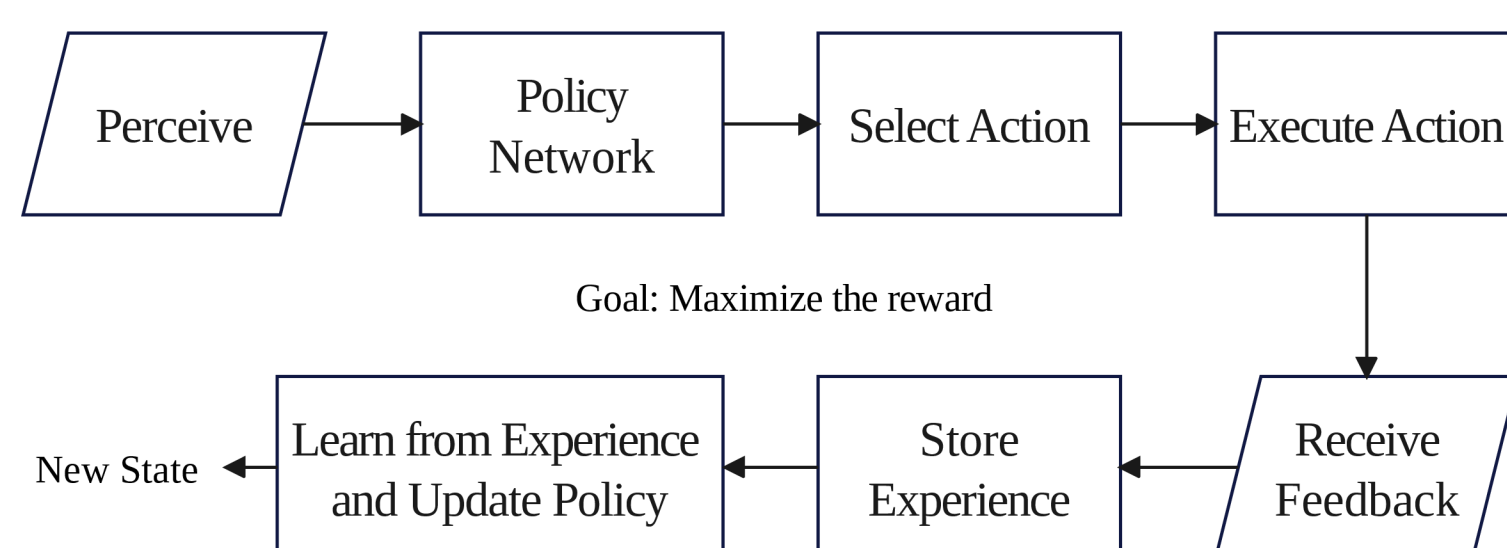 Perceive
Policy
Network
Select Action
Execute Action
Goal: Maximize the reward
New State
Learn from Experience
and Update Policy
Store
Experience
Receive
Feedback